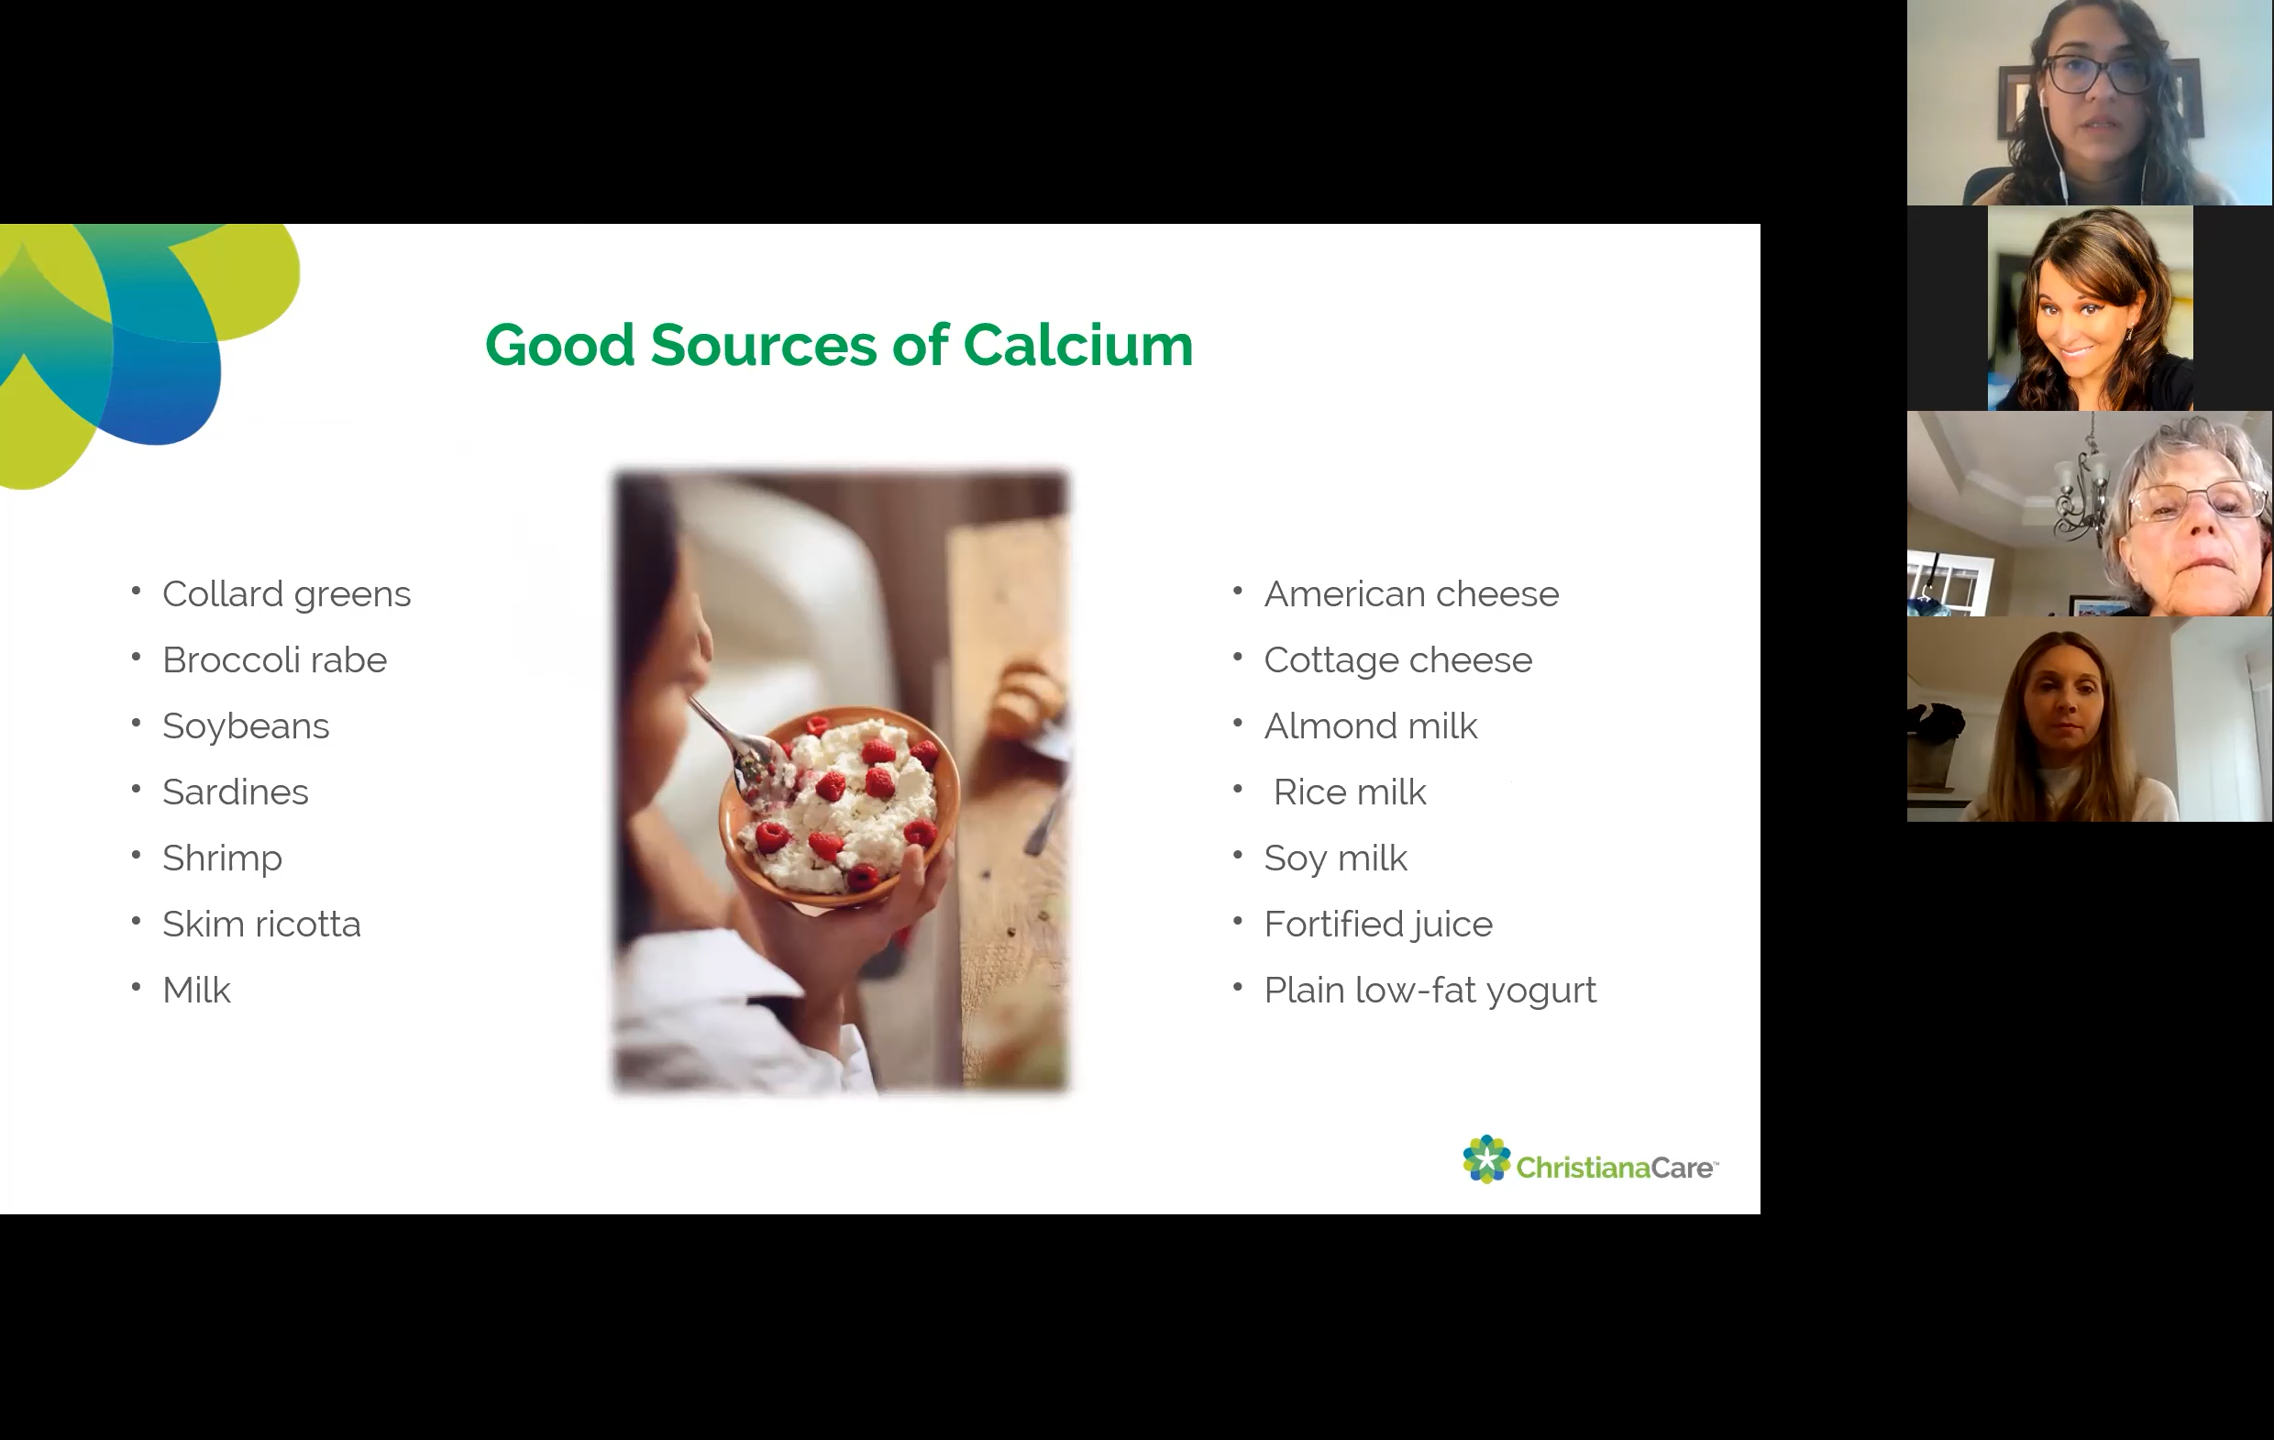 Good Sources of Calcium
• Collard greens
• Broccoli rabe
• Soybeans
• Sardines
• Shrimp
• Skim ricotta
• Milk
• American cheese
• Cottage cheese
• Almond milk
• Rice milk
• Soy milk
• Fortified juice
• Plain low-fat yogurt
ChristianaCare™